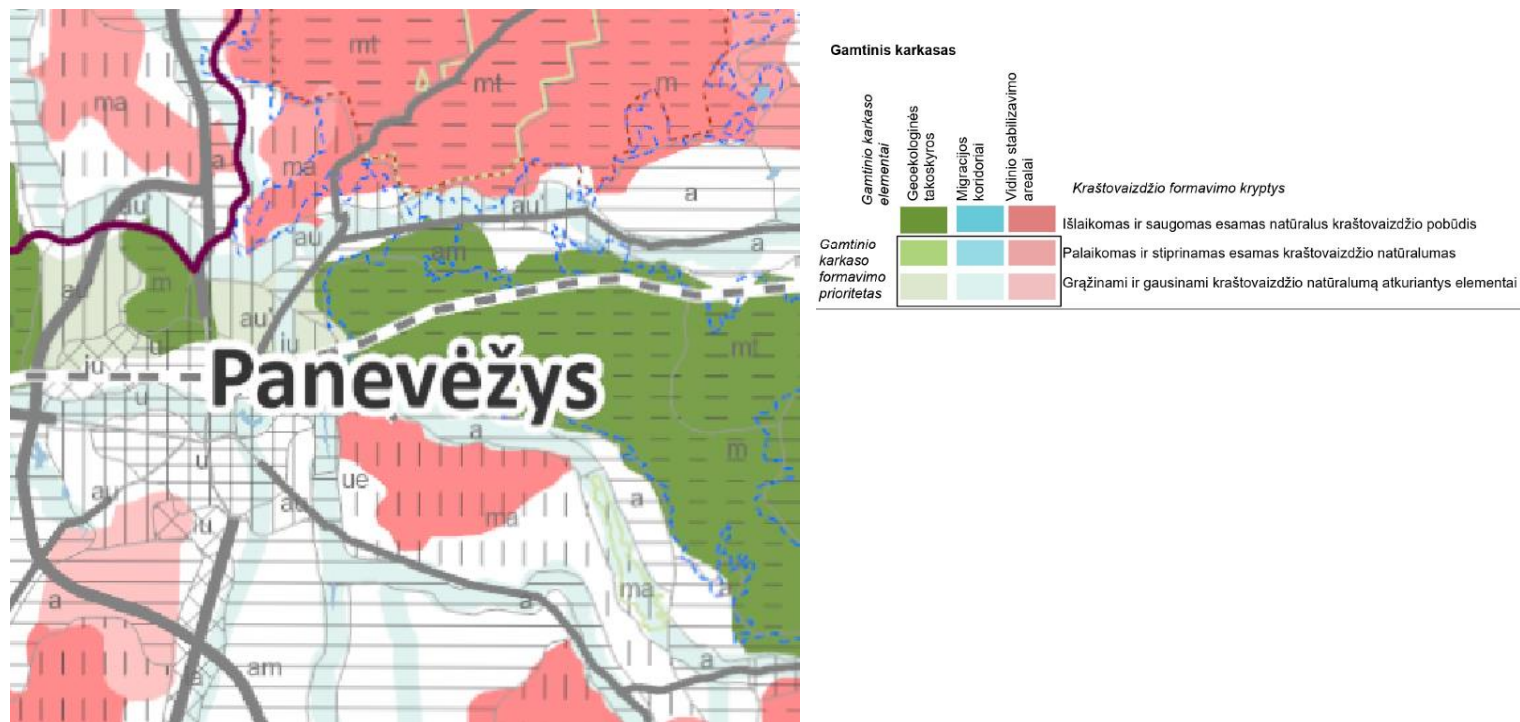 mt
mt
m
ma
a
ma
a
au
au
au
a
am
m
au
au
iu
mt
u
iu
Panevėžys
u
a
m
u
ue
a
au
ae
ma
iu
ma
a
a
a
a
am
a
Gamtinis karkasas
Gamtinio karkaso
elementai
Geoekologinės
takoskyros
Migracijos
koridoriai
Vidinio stabilizavimo
arealai
Kraštovaizdžio formavimo kryptys
Išlaikomas ir saugomas esamas natūralus kraštovaizdžio pobūdis
Gamtinio
karkaso
formavimo
prioritetas
Palaikomas ir stiprinamas esamas kraštovaizdžio natūralumas
Grąžinami ir gausinami kraštovaizdžio natūralumą atkuriantys elementai